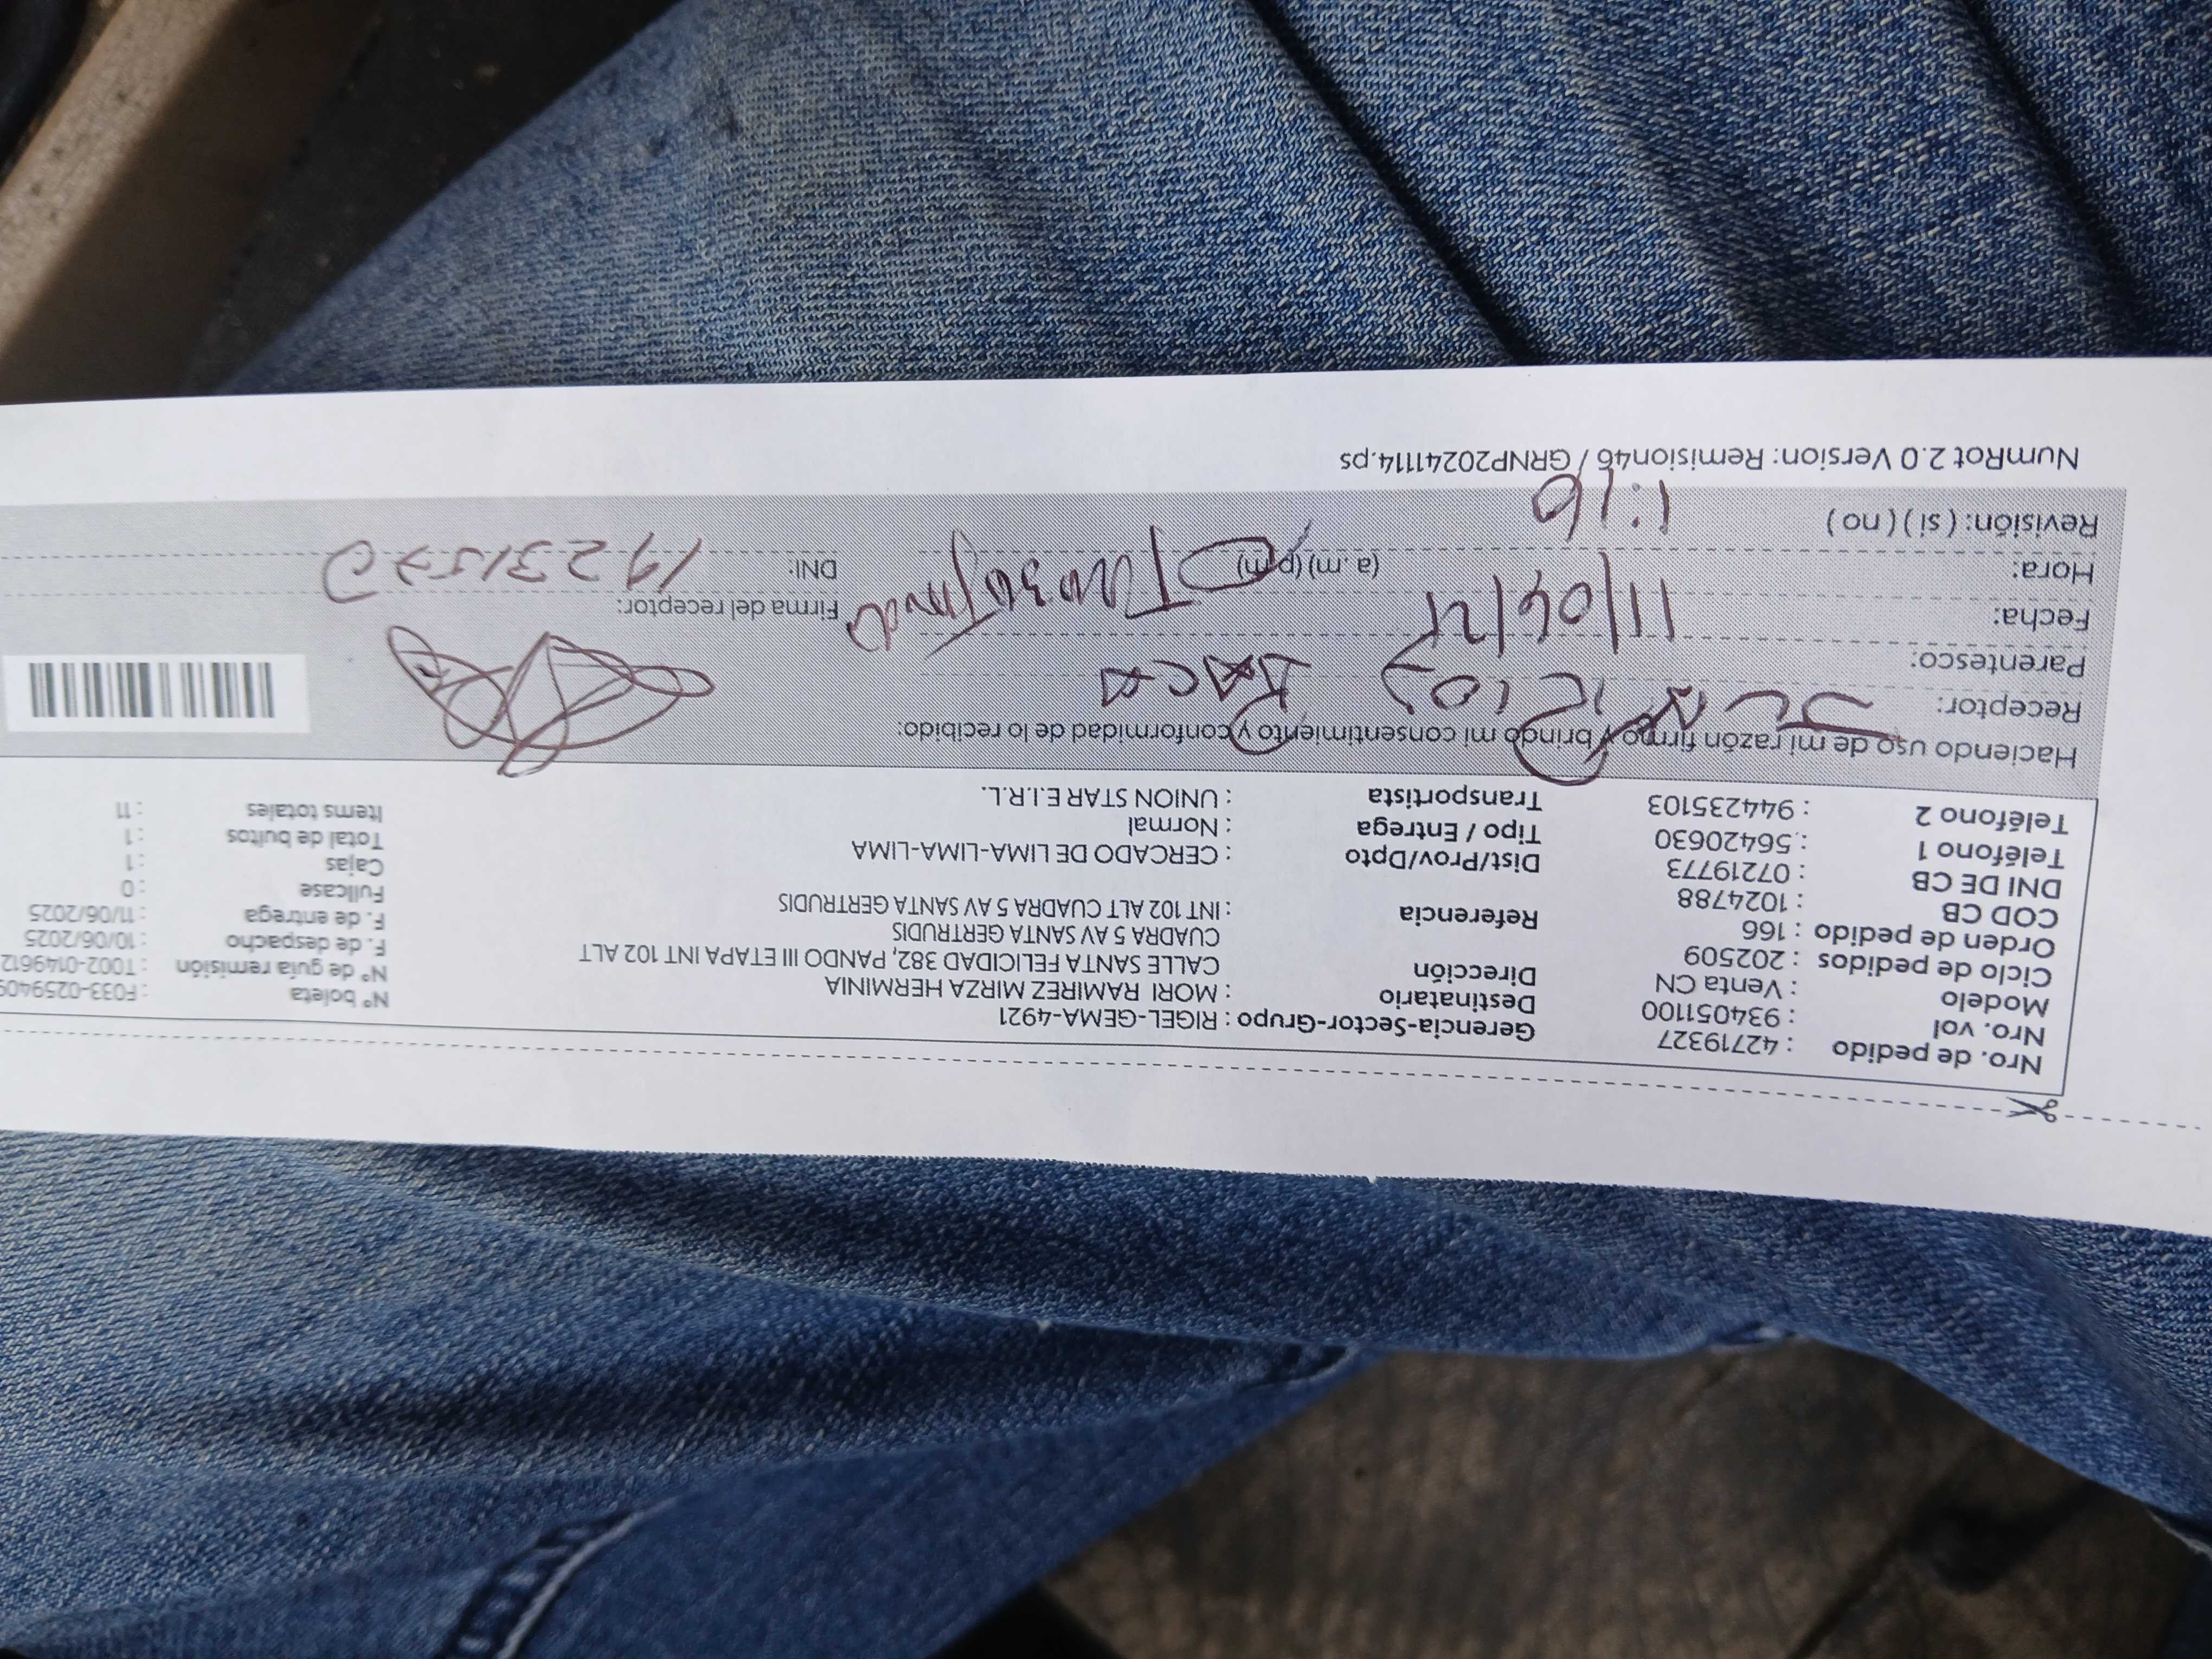 Nro. de pedido : 42719327
Nro. vol : 934051100
Modelo : Venta CN
Ciclo de pedidos : 202509
Orden de pedido : 166
COD CB : 1024788
DNI DE CB : 07219773
Teléfono 1 : 56420630
Teléfono 2 : 944235103
Gerencia-Sector-Grupo : RIGEL-GEMA-4921
Destinatario : MORI RAMIREZ MIRZA HERMINIA
Dirección CALLE SANTA FELICIDAD 382, PANDO III ETAPA INT 102 ALT
CUADRA 5 AV SANTA GERTRUDIS
Referencia : INT 102 ALT CUADRA 5 AV SANTA GERTRUDIS
Dist/Prov/Dpto : CERCADO DE LIMA-LIMA-LIMA
Tipo / Entrega : Normal
Transportista : UNION STAR E.I.R.L.
Nº boleta : F033-0259409
Nº de guía remisión : T002-0149612
F. de despacho : 10/06/2025
F. de entrega : 11/06/2025
Fullcase : 0
Cajas : 1
Total de bultos : 1
Items totales : 11
Haciendo uso de mi razón firmo y brindo mi consentimiento y conformidad de lo recibido:
Receptor:
Parentesco:
Fecha: 11/06/25
Hora: 1:10 (a. m) (p. m)
Revisión: ( si ) ( no )
Firma del receptor:
DNI: 19231570
NumRot 2.0 Version: Remision46 / GRNP20241114.ps